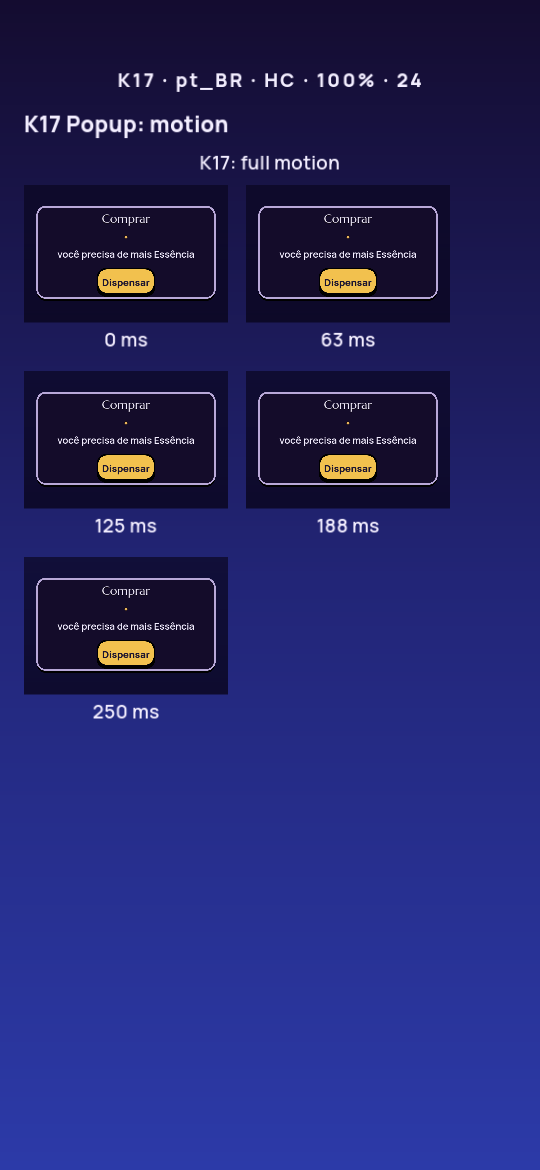 K17 · pt_BR · HC · 100% · 24
K17 Popup: motion
K17: full motion
Comprar
você precisa de mais Essência
Dispensar
0 ms
Comprar
você precisa de mais Essência
Dispensar
63 ms
Comprar
você precisa de mais Essência
Dispensar
125 ms
Comprar
você precisa de mais Essência
Dispensar
188 ms
Comprar
você precisa de mais Essência
Dispensar
250 ms